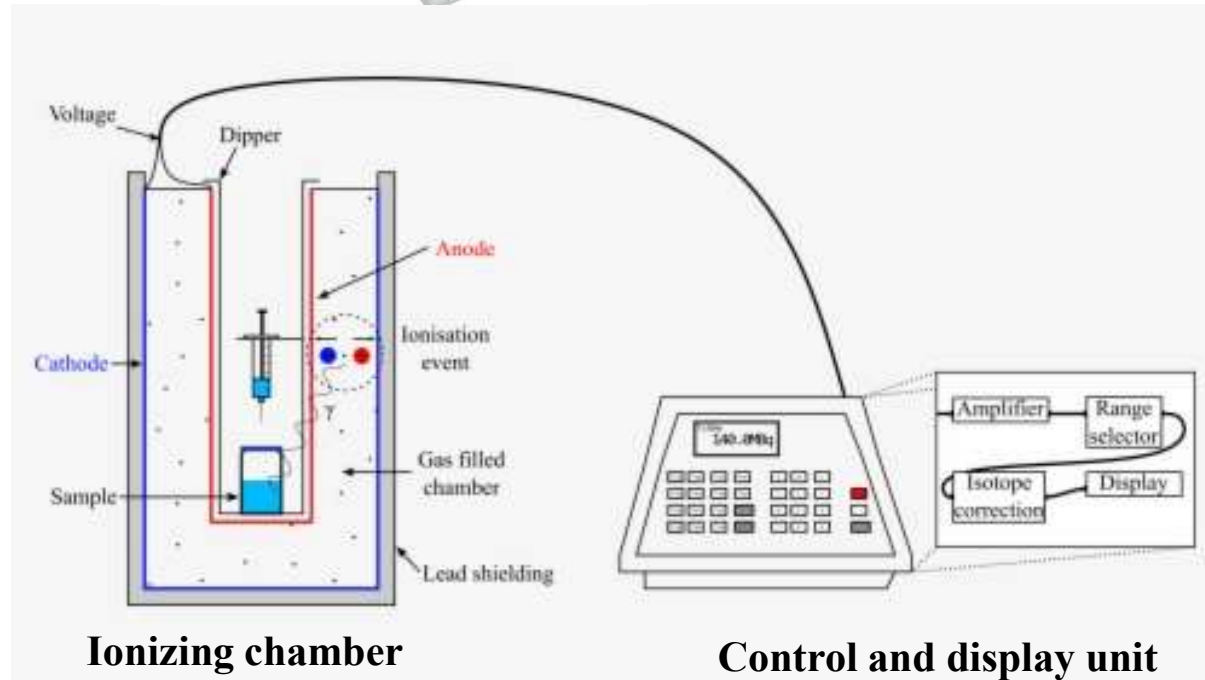 Voltage
Dipper
Anode
Ionisation
event
Cathode
γ
Gas filled
chamber
Sample
Lead shielding
140.0MBq
Amplifier
Range
selector
Isotope
correction
Display
Ionizing chamber
Control and display unit